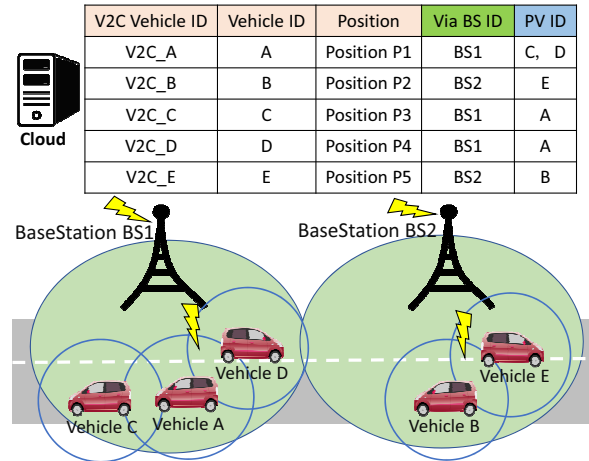 V2C Vehicle ID Vehicle ID Position Via BS ID PV ID
V2C_A A Position P1 BS1 C, D
V2C_B B Position P2 BS2 E
V2C_C C Position P3 BS1 A
V2C_D D Position P4 BS1 A
V2C_E E Position P5 BS2 B
Cloud
BaseStation BS1
BaseStation BS2
Vehicle D
Vehicle E
Vehicle C
Vehicle A
Vehicle B